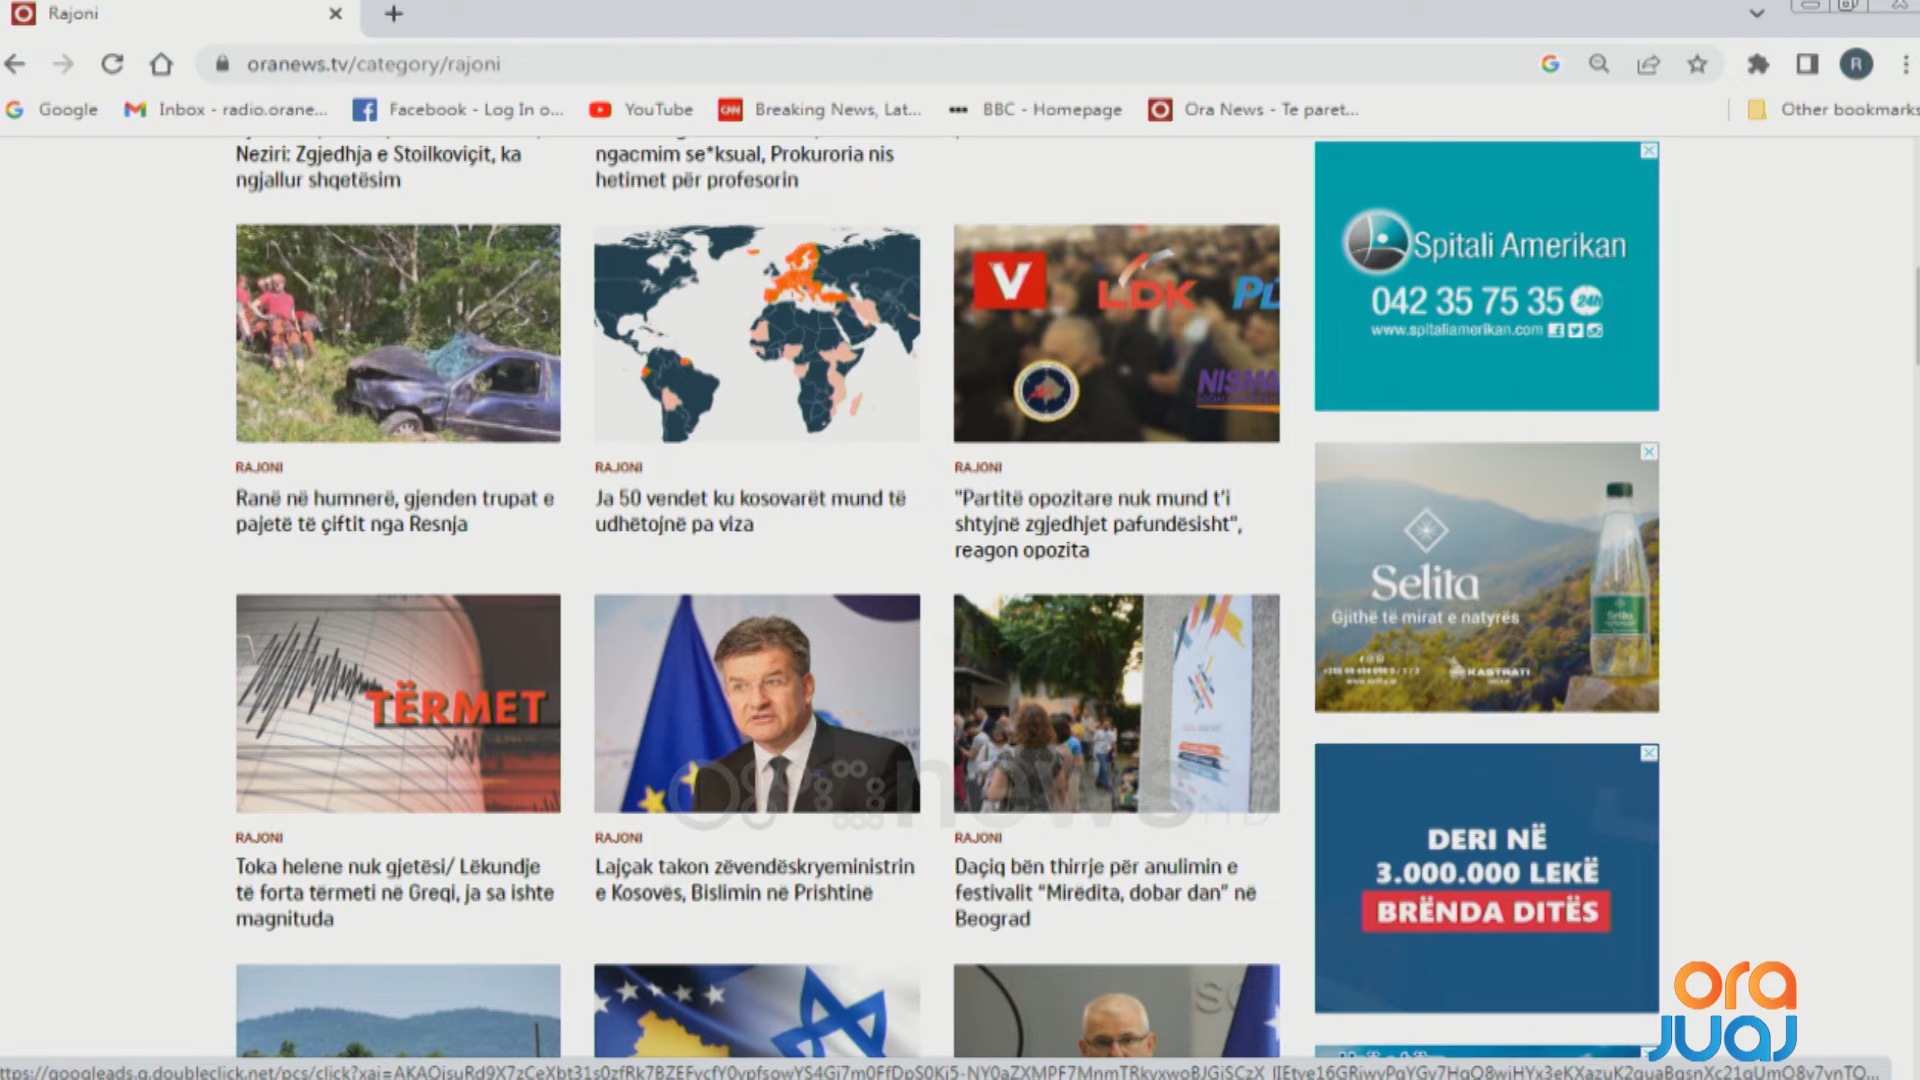 Rajoni
oranews.tv/category/rajoni
Google
Inbox - radio.orane...
Facebook - Log In o...
YouTube
CNN
Breaking News, Lat...
BBC - Homepage
Ora News - Te paret...
Other bookmarks
R
Neziri: Zgjedhja e Stoilkoviçit, ka
ngjallur shqetësim
ngacmim se*ksual, Prokuroria nis
hetimet për profesorin
V
LDK
NISMA
RAJONI
Ranë në humnerë, gjenden trupat e
pajetë të çiftit nga Resnja
RAJONI
Ja 50 vendet ku kosovarët mund të
udhëtojnë pa viza
RAJONI
"Partitë opozitare nuk mund t'i
shtyjnë zgjedhjet pafundësisht",
reagon opozita
TËRMET
RAJONI
Toka helene nuk gjetësi/ Lëkundje
të forta tërmeti në Greqi, ja sa ishte
magnituda
RAJONI
Lajçak takon zëvendëskryeministrin
e Kosovës, Bislimin në Prishtinë
RAJONI
Daçiq bën thirrje për anulimin e
festivalit "Mirëdita, dobar dan" në
Beograd
ora news HD
Spitali Amerikan
042 35 75 35 24h
www.spitaliamerikan.com
Selita
Gjithë të mirat e natyrës
KASTRATI
DERI NË
3.000.000 LEKË
BRËNDA DITËS
ora
JUAJ